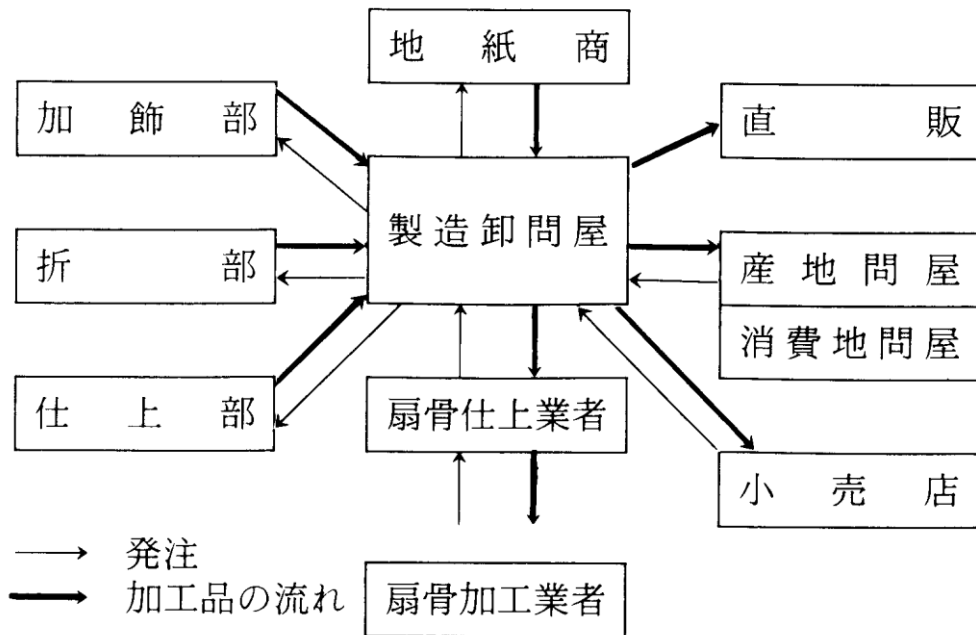 地紙商
加飾部
直販
製造卸問屋
折部
産地問屋
消費地問屋
仕上部
扇骨仕上業者
小売店
発注
加工品の流れ
扇骨加工業者